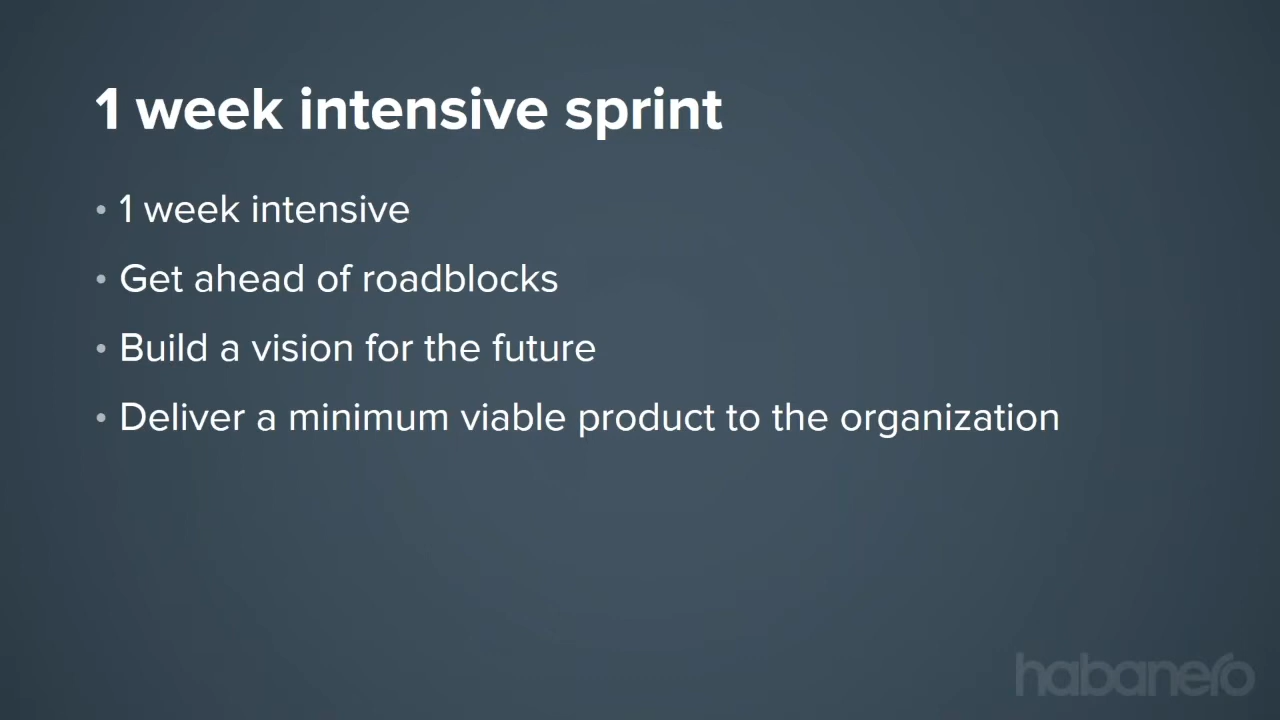 1 week intensive sprint
• 1 week intensive
• Get ahead of roadblocks
• Build a vision for the future
• Deliver a minimum viable product to the organization
habanero